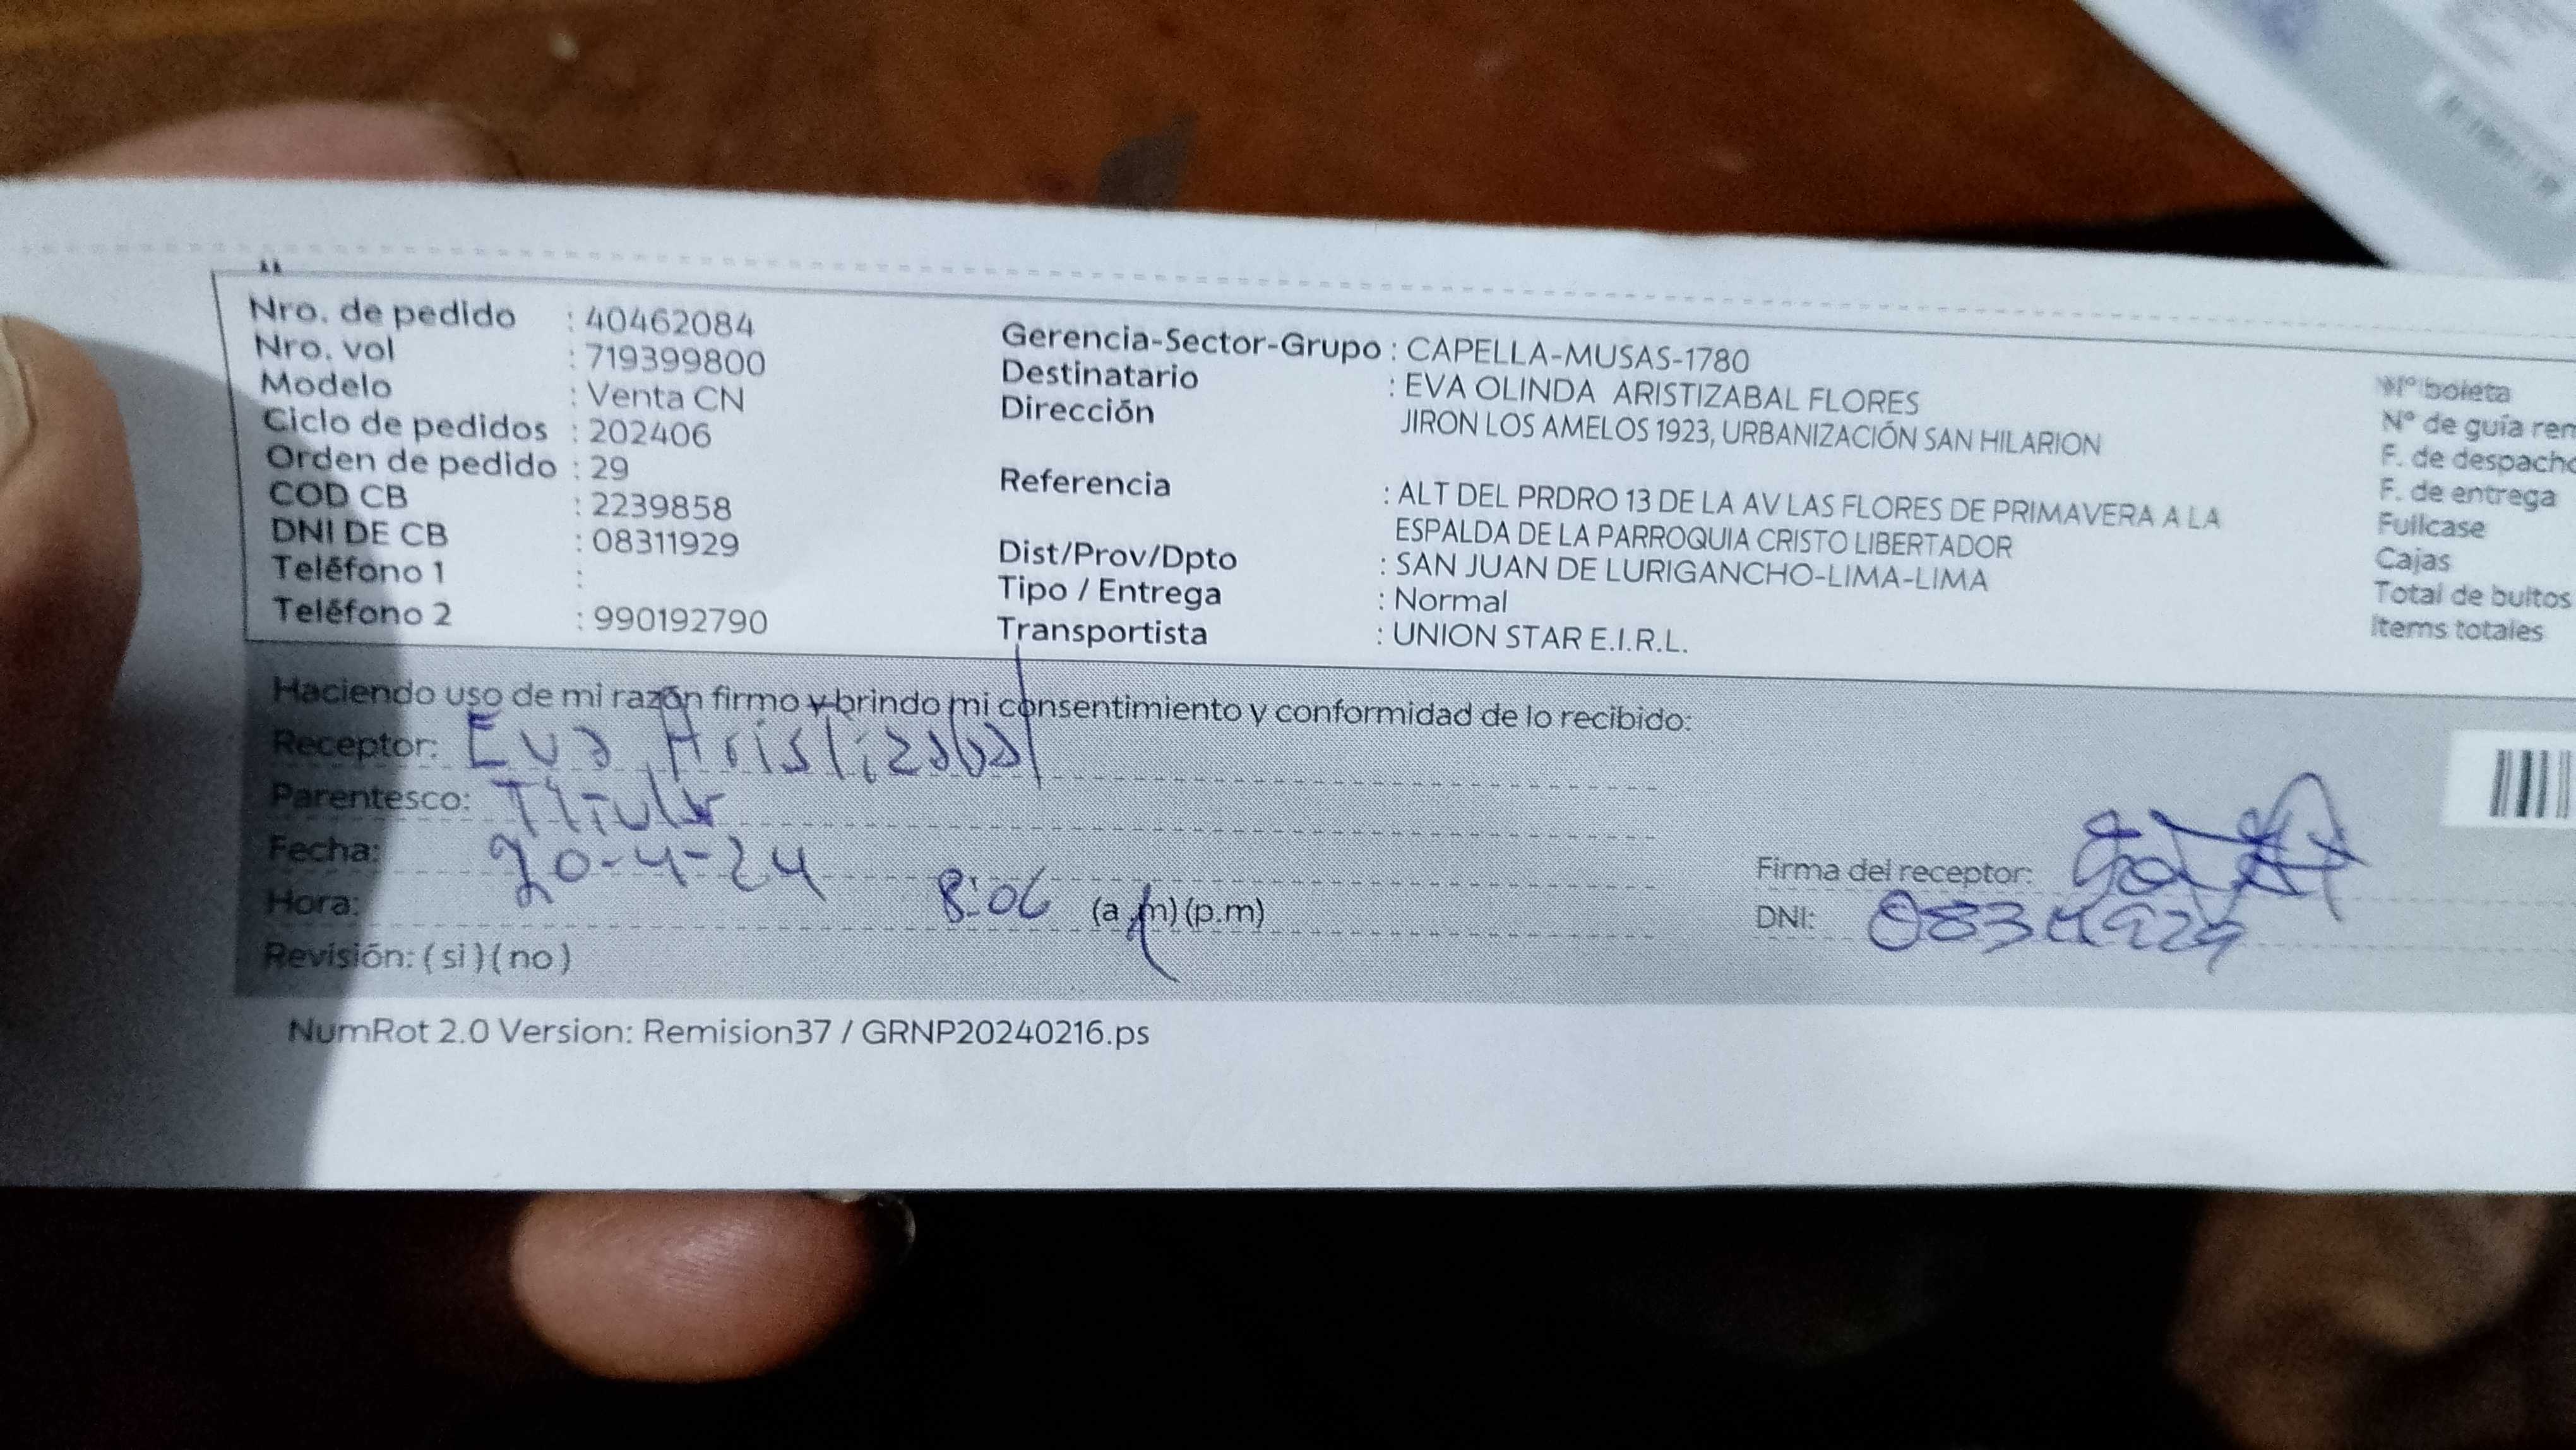 Nro. de pedido : 40462084
Nro. vol : 719399800
Modelo : Venta CN
Ciclo de pedidos : 202406
Orden de pedido : 29
COD CB : 2239858
DNI DE CB : 08311929
Teléfono 1 :
Teléfono 2 : 990192790
Gerencia-Sector-Grupo : CAPELLA-MUSAS-1780
Destinatario : EVA OLINDA ARISTIZABAL FLORES
Dirección JIRON LOS AMELOS 1923, URBANIZACIÓN SAN HILARION
Referencia : ALT DEL PRDRO 13 DE LA AV LAS FLORES DE PRIMAVERA A LA
ESPALDA DE LA PARROQUIA CRISTO LIBERTADOR
Dist/Prov/Dpto : SAN JUAN DE LURIGANCHO-LIMA-LIMA
Tipo / Entrega : Normal
Transportista : UNION STAR E.I.R.L.
N° boleta
N° de guía rem
F. de despacho
F. de entrega
Fullcase
Cajas
Total de bultos
Items totales
Haciendo uso de mi razón firmo y brindo mi consentimiento y conformidad de lo recibido:
Receptor: Eva Aristizabal
Parentesco: Titular
Fecha: 20-4-24
Hora: 8:06 (a.m)(p.m)
Revisión: ( si )( no )
Firma del receptor:
DNI:
NumRot 2.0 Version: Remision37 / GRNP20240216.ps